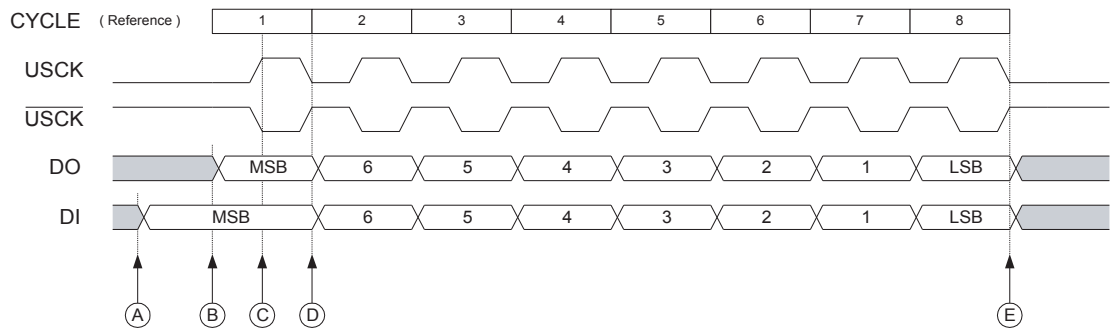 CYCLE ( Reference ) 1 2 3 4 5 6 7 8
USCK
USCK
DO MSB 6 5 4 3 2 1 LSB
DI MSB 6 5 4 3 2 1 LSB
A B C D E